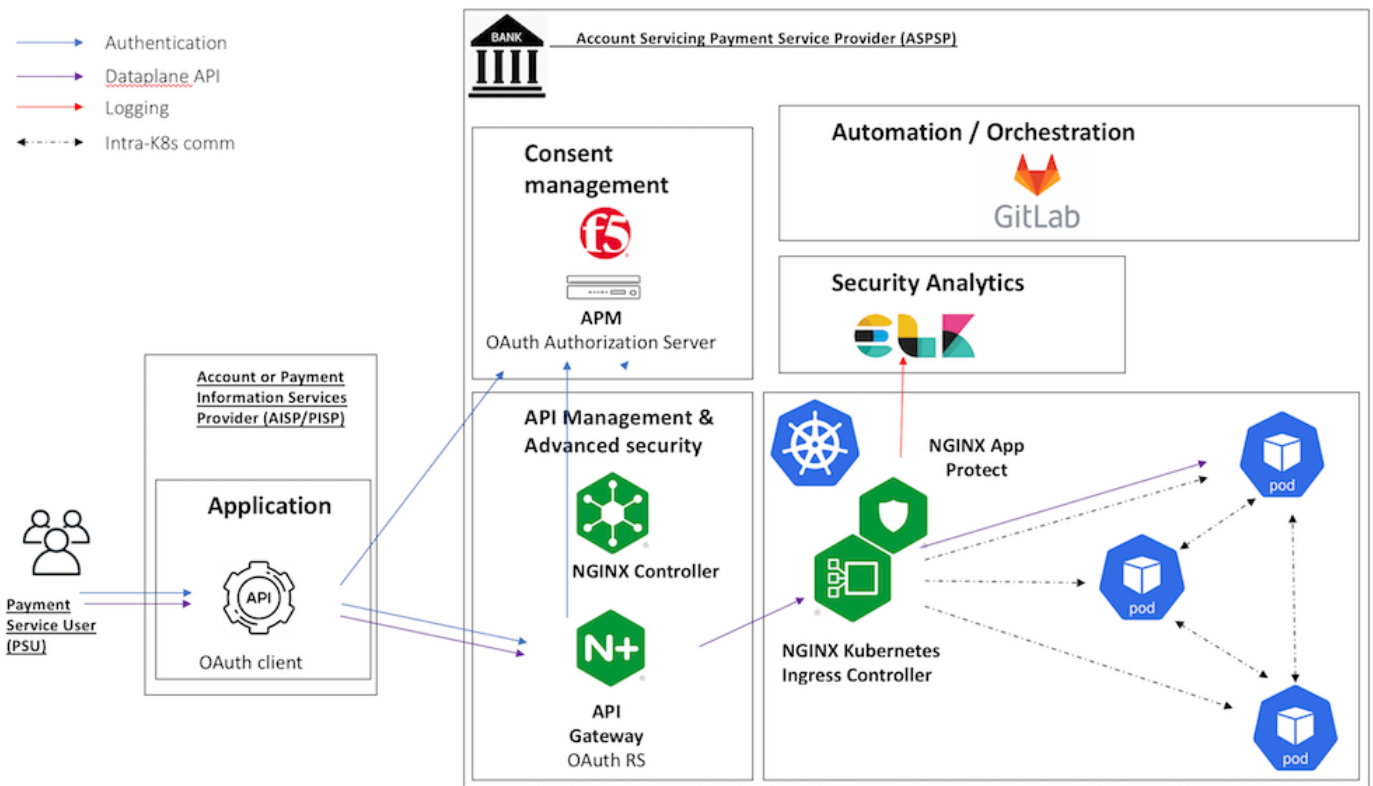 Authentication
Dataplane API
Logging
Intra-K8s comm
BANK
Account Servicing Payment Service Provider (ASPSP)
Consent
management
f5
APM
OAuth Authorization Server
Automation / Orchestration
GitLab
Security Analytics
ELK
Account or Payment
Information Services
Provider (AISP/PISP)
Application
API
OAuth client
Payment
Service User
(PSU)
API Management &
Advanced security
NGINX Controller
N+
API
Gateway
OAuth RS
NGINX App
Protect
NGINX Kubernetes
Ingress Controller
pod
pod
pod